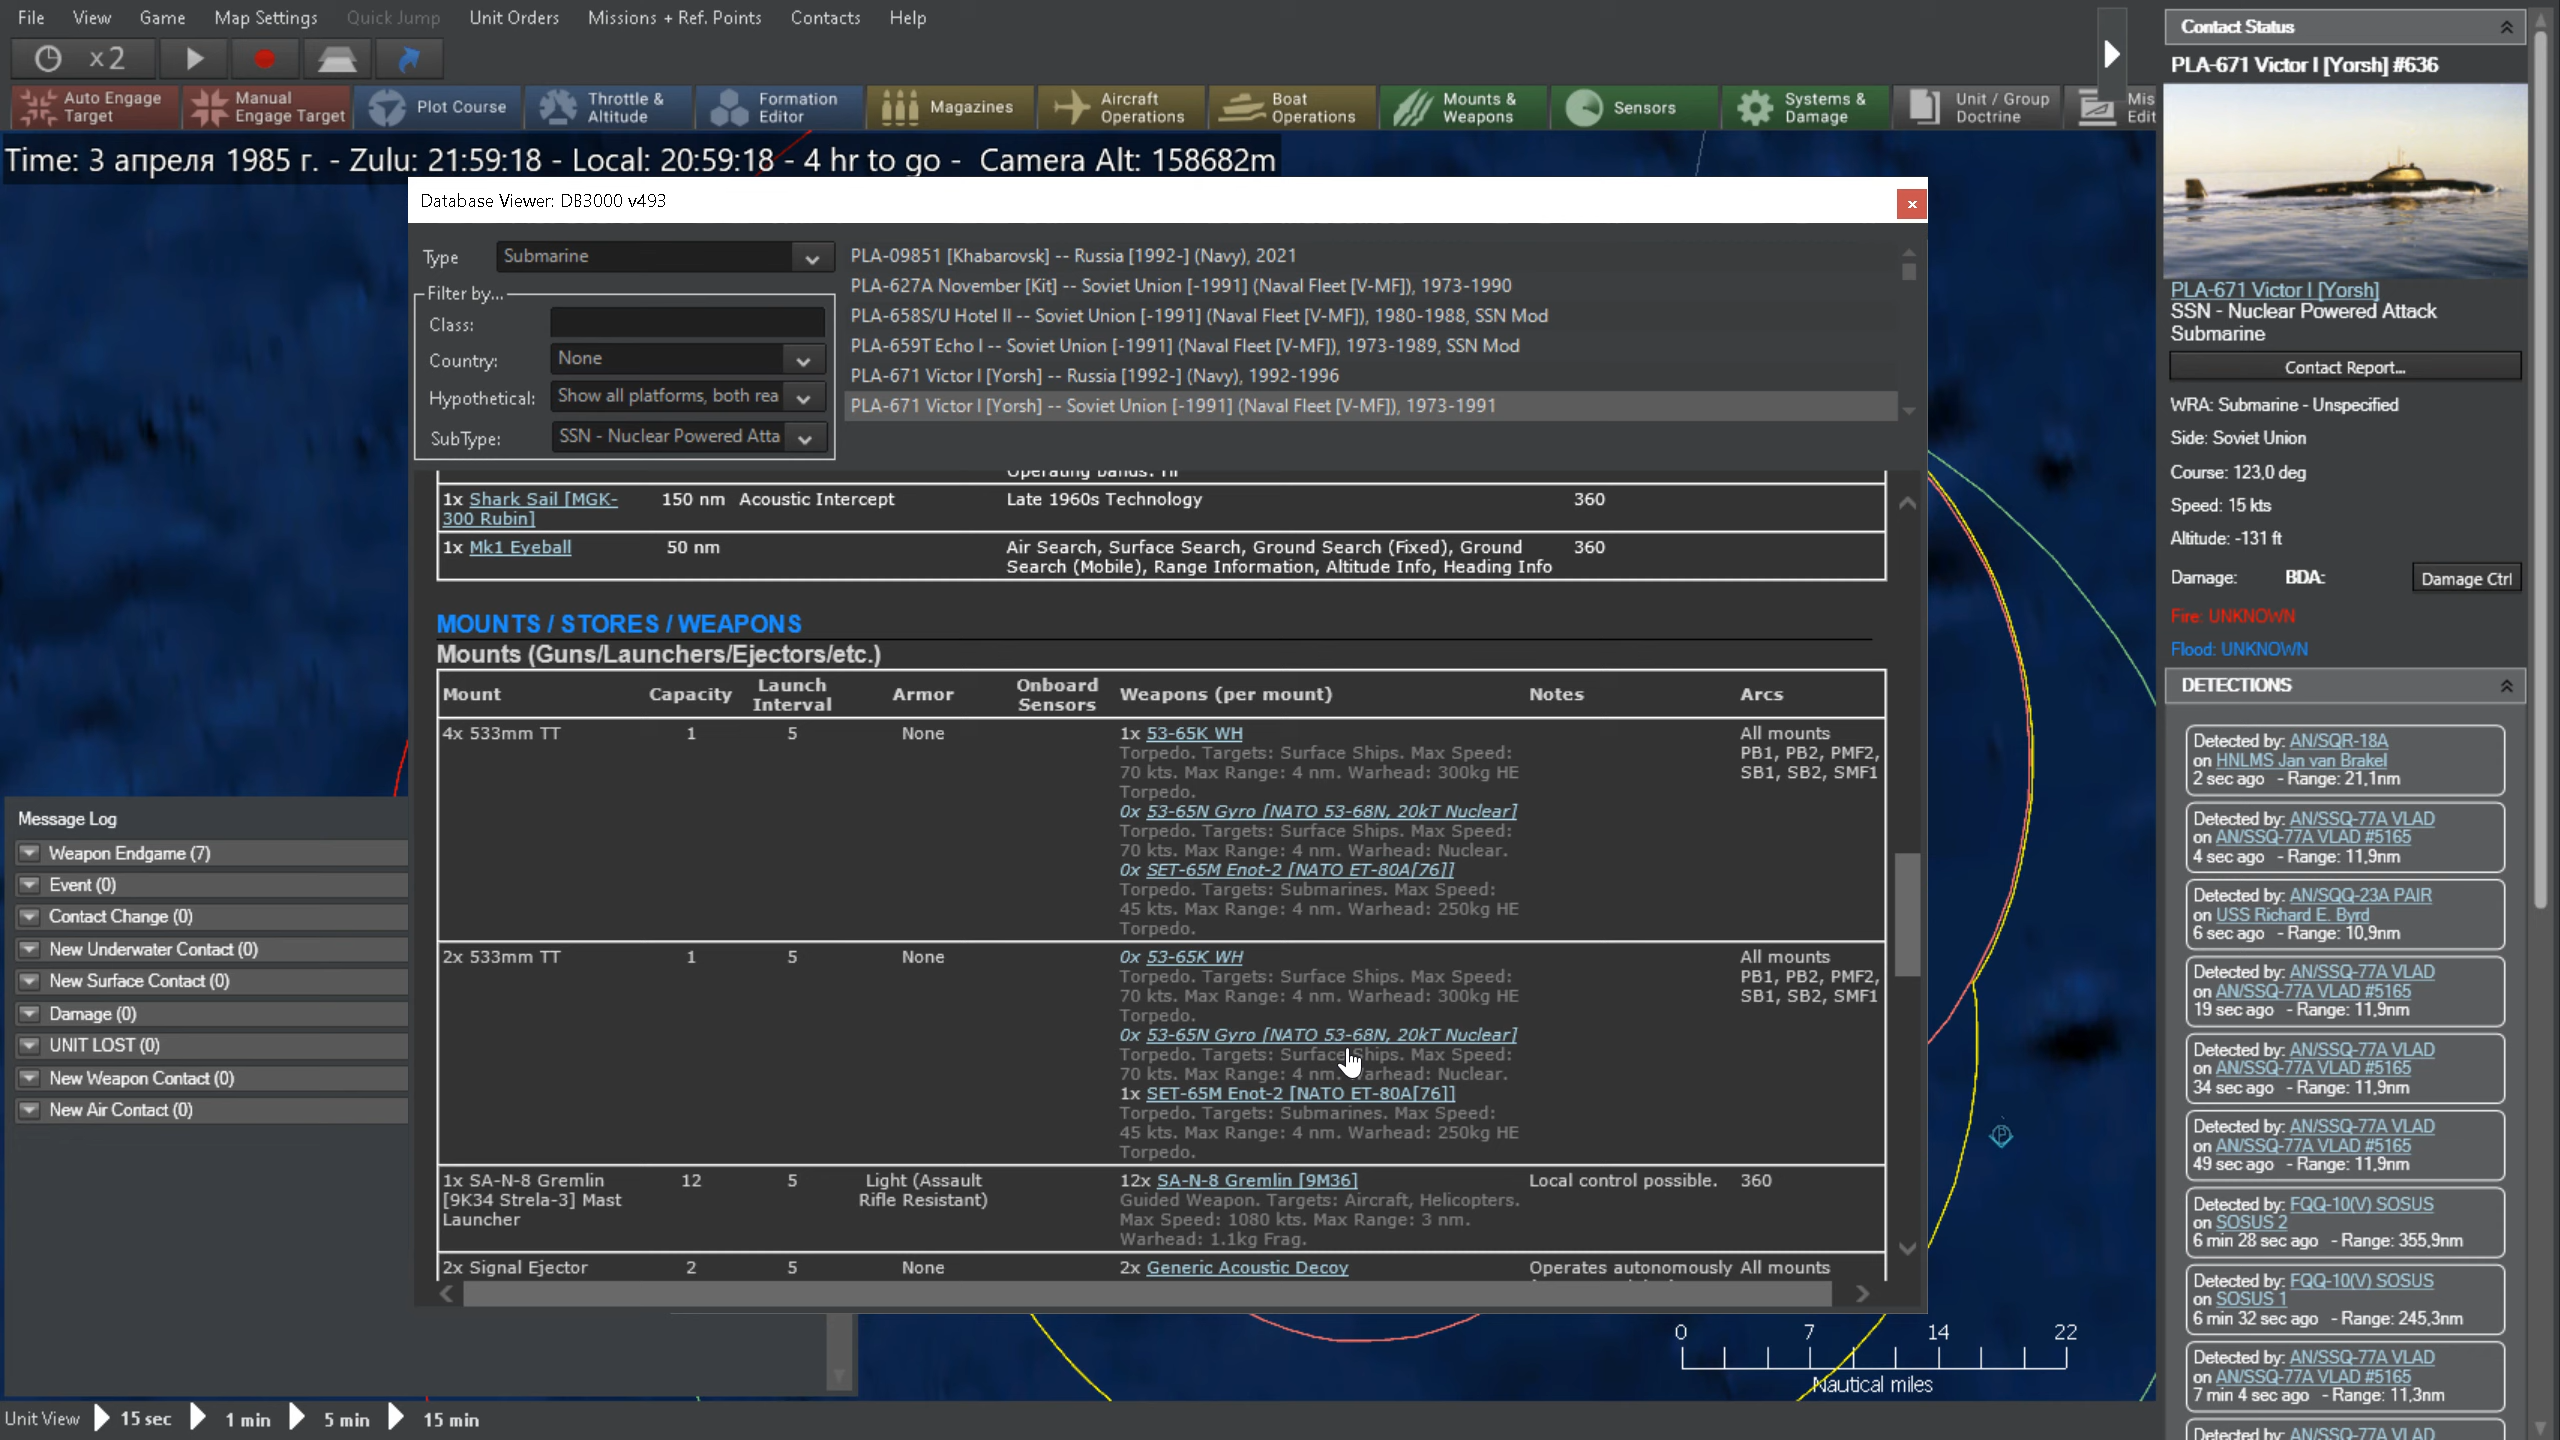 File View Game Map Settings Quick Jump Unit Orders Missions + Ref. Points Contacts Help
x 2
Auto Engage Target
Manual Engage Target
Plot Course
Throttle & Altitude
Formation Editor
Magazines
Aircraft Operations
Boat Operations
Mounts & Weapons
Sensors
Systems & Damage
Unit / Group Doctrine
Mis
Edit
Time: 3 апреля 1985 г. - Zulu: 21:59:18 - Local: 20:59:18 - 4 hr to go - Camera Alt: 158682m
Database Viewer: DB3000 v493
Type Submarine
Filter by...
Class:
Country: None
Hypothetical: Show all platforms, both rea
SubType: SSN - Nuclear Powered Atta
PLA-09851 [Khabarovsk] -- Russia [1992-] (Navy), 2021
PLA-627A November [Kit] -- Soviet Union [-1991] (Naval Fleet [V-MF]), 1973-1990
PLA-658S/U Hotel II -- Soviet Union [-1991] (Naval Fleet [V-MF]), 1980-1988, SSN Mod
PLA-659T Echo I -- Soviet Union [-1991] (Naval Fleet [V-MF]), 1973-1989, SSN Mod
PLA-671 Victor I [Yorsh] -- Russia [1992-] (Navy), 1992-1996
PLA-671 Victor I [Yorsh] -- Soviet Union [-1991] (Naval Fleet [V-MF]), 1973-1991
Operating Bands: HF
1x Shark Sail [MGK-300 Rubin] 150 nm Acoustic Intercept Late 1960s Technology 360
1x Mk1 Eyeball 50 nm Air Search, Surface Search, Ground Search (Fixed), Ground 360
Search (Mobile), Range Information, Altitude Info, Heading Info
MOUNTS / STORES / WEAPONS
Mounts (Guns/Launchers/Ejectors/etc.)
Mount Capacity Launch Interval Armor Onboard Sensors Weapons (per mount) Notes Arcs
4x 533mm TT 1 5 None 1x 53-65K WH All mounts
Torpedo. Targets: Surface Ships. Max Speed: PB1, PB2, PMF2,
70 kts. Max Range: 4 nm. Warhead: 300kg HE SB1, SB2, SMF1
Torpedo.
0x 53-65N Gyro [NATO 53-68N, 20kT Nuclear]
Torpedo. Targets: Surface Ships. Max Speed:
70 kts. Max Range: 4 nm. Warhead: Nuclear.
0x SET-65M Enot-2 [NATO ET-80A[76]]
Torpedo. Targets: Submarines. Max Speed:
45 kts. Max Range: 4 nm. Warhead: 250kg HE
Torpedo.
2x 533mm TT 1 5 None 0x 53-65K WH All mounts
Torpedo. Targets: Surface Ships. Max Speed: PB1, PB2, PMF2,
70 kts. Max Range: 4 nm. Warhead: 300kg HE SB1, SB2, SMF1
Torpedo.
0x 53-65N Gyro [NATO 53-68N, 20kT Nuclear]
Torpedo. Targets: Surface Ships. Max Speed:
70 kts. Max Range: 4 nm. Warhead: Nuclear.
1x SET-65M Enot-2 [NATO ET-80A[76]]
Torpedo. Targets: Submarines. Max Speed:
45 kts. Max Range: 4 nm. Warhead: 250kg HE
Torpedo.
1x SA-N-8 Gremlin 12 5 Light (Assault 12x SA-N-8 Gremlin [9M36] Local control possible. 360
[9K34 Strela-3] Mast Rifle Resistant) Guided Weapon. Targets: Aircraft, Helicopters.
Launcher Max Speed: 1080 kts. Max Range: 3 nm.
Warhead: 1.1kg Frag.
2x Signal Ejector 2 5 None 2x Generic Acoustic Decoy Operates autonomously All mounts
Message Log
Weapon Endgame (7)
Event (0)
Contact Change (0)
New Underwater Contact (0)
New Surface Contact (0)
Damage (0)
UNIT LOST (0)
New Weapon Contact (0)
New Air Contact (0)
0 7 14 22
Nautical miles
Unit View 15 sec 1 min 5 min 15 min
Contact Status
PLA-671 Victor I [Yorsh] #636
PLA-671 Victor I [Yorsh]
SSN - Nuclear Powered Attack
Submarine
Contact Report...
WRA: Submarine - Unspecified
Side: Soviet Union
Course: 123,0 deg
Speed: 15 kts
Altitude: -131 ft
Damage: BDA: Damage Ctrl
Fire: UNKNOWN
Flood: UNKNOWN
DETECTIONS
Detected by: AN/SQR-18A
on HNLMS Jan van Brakel
2 sec ago - Range: 21,1nm
Detected by: AN/SSQ-77A VLAD
on AN/SSQ-77A VLAD #5165
4 sec ago - Range: 11,9nm
Detected by: AN/SQQ-23A PAIR
on USS Richard E. Byrd
6 sec ago - Range: 10,9nm
Detected by: AN/SSQ-77A VLAD
on AN/SSQ-77A VLAD #5165
19 sec ago - Range: 11,9nm
Detected by: AN/SSQ-77A VLAD
on AN/SSQ-77A VLAD #5165
34 sec ago - Range: 11,9nm
Detected by: AN/SSQ-77A VLAD
on AN/SSQ-77A VLAD #5165
49 sec ago - Range: 11,9nm
Detected by: FQQ-10(V) SOSUS
on SOSUS 2
6 min 28 sec ago - Range: 355,9nm
Detected by: FQQ-10(V) SOSUS
on SOSUS 1
6 min 32 sec ago - Range: 245,3nm
Detected by: AN/SSQ-77A VLAD
on AN/SSQ-77A VLAD #5165
7 min 4 sec ago - Range: 11,3nm
Detected by: AN/SSQ-77A VLAD